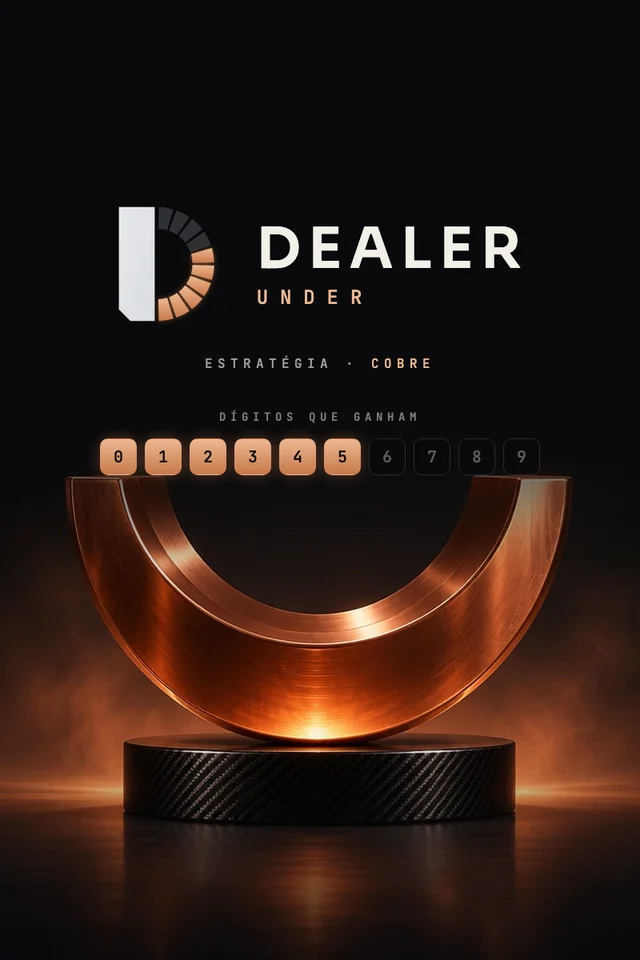 DEALER
UNDER
ESTRATÉGIA · COBRE
DÍGITOS QUE GANHAM
0 1 2 3 4 5 6 7 8 9